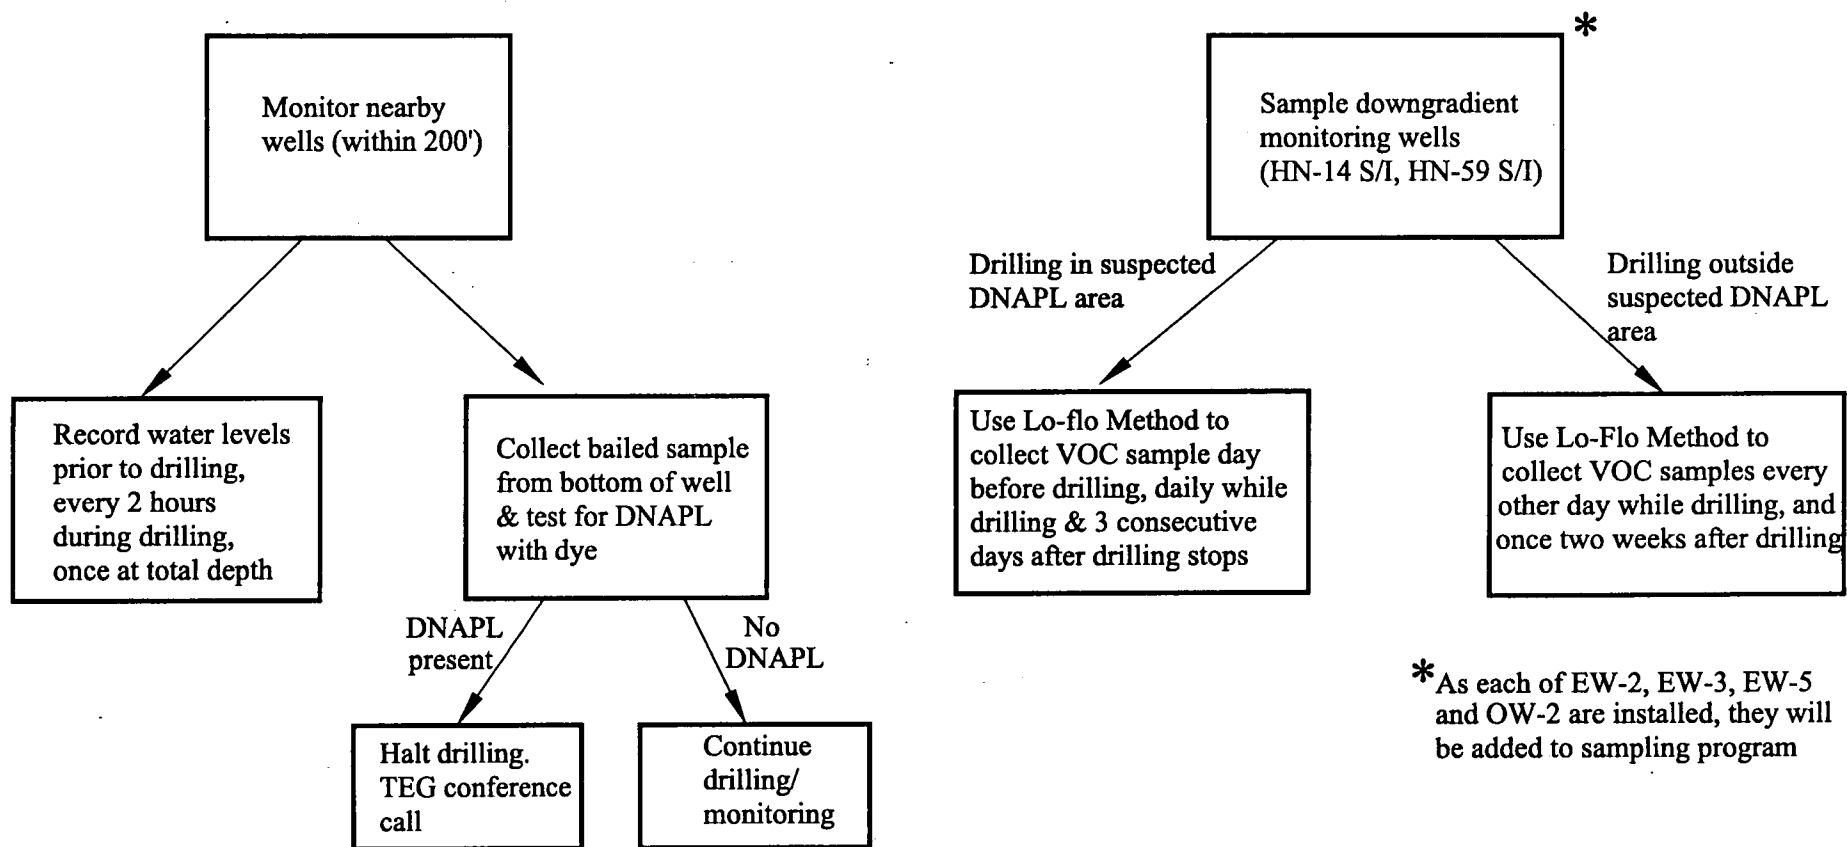 Monitor nearby
wells (within 200')
Record water levels
prior to drilling,
every 2 hours
during drilling,
once at total depth
Collect bailed sample
from bottom of well
& test for DNAPL
with dye
DNAPL
present
No
DNAPL
Halt drilling.
TEG conference
call
Continue
drilling/
monitoring
*
Sample downgradient
monitoring wells
(HN-14 S/I, HN-59 S/I)
Drilling in suspected
DNAPL area
Drilling outside
suspected DNAPL
area
Use Lo-flo Method to
collect VOC sample day
before drilling, daily while
drilling & 3 consecutive
days after drilling stops
Use Lo-Flo Method to
collect VOC samples every
other day while drilling, and
once two weeks after drilling
*As each of EW-2, EW-3, EW-5
and OW-2 are installed, they will
be added to sampling program